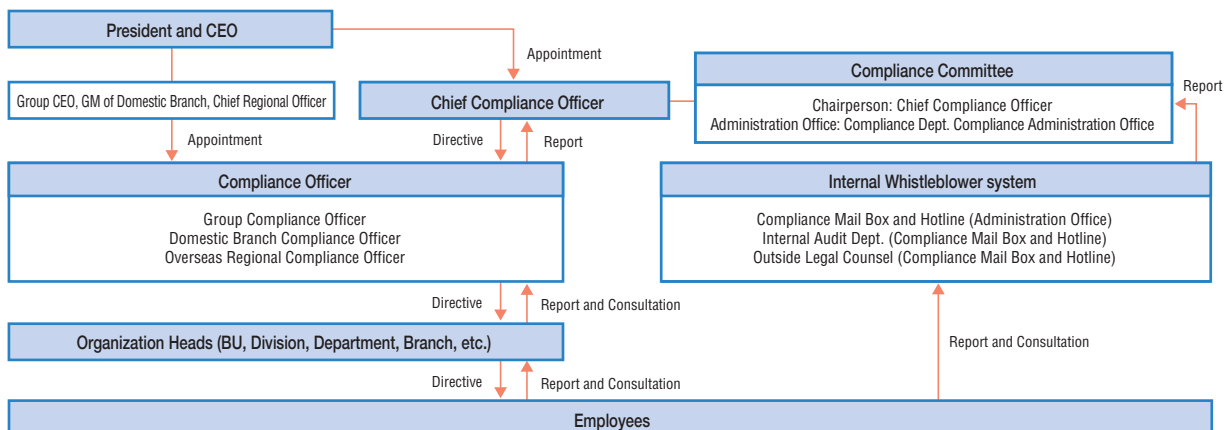 President and CEO
Appointment
Compliance Committee
Group CEO, GM of Domestic Branch, Chief Regional Officer
Chief Compliance Officer
Chairperson: Chief Compliance Officer
Administration Office: Compliance Dept. Compliance Administration Office
Report
Appointment
Directive
Report
Compliance Officer
Group Compliance Officer
Domestic Branch Compliance Officer
Overseas Regional Compliance Officer
Internal Whistleblower system
Compliance Mail Box and Hotline (Administration Office)
Internal Audit Dept. (Compliance Mail Box and Hotline)
Outside Legal Counsel (Compliance Mail Box and Hotline)
Directive
Report and Consultation
Organization Heads (BU, Division, Department, Branch, etc.)
Report and Consultation
Directive
Report and Consultation
Employees